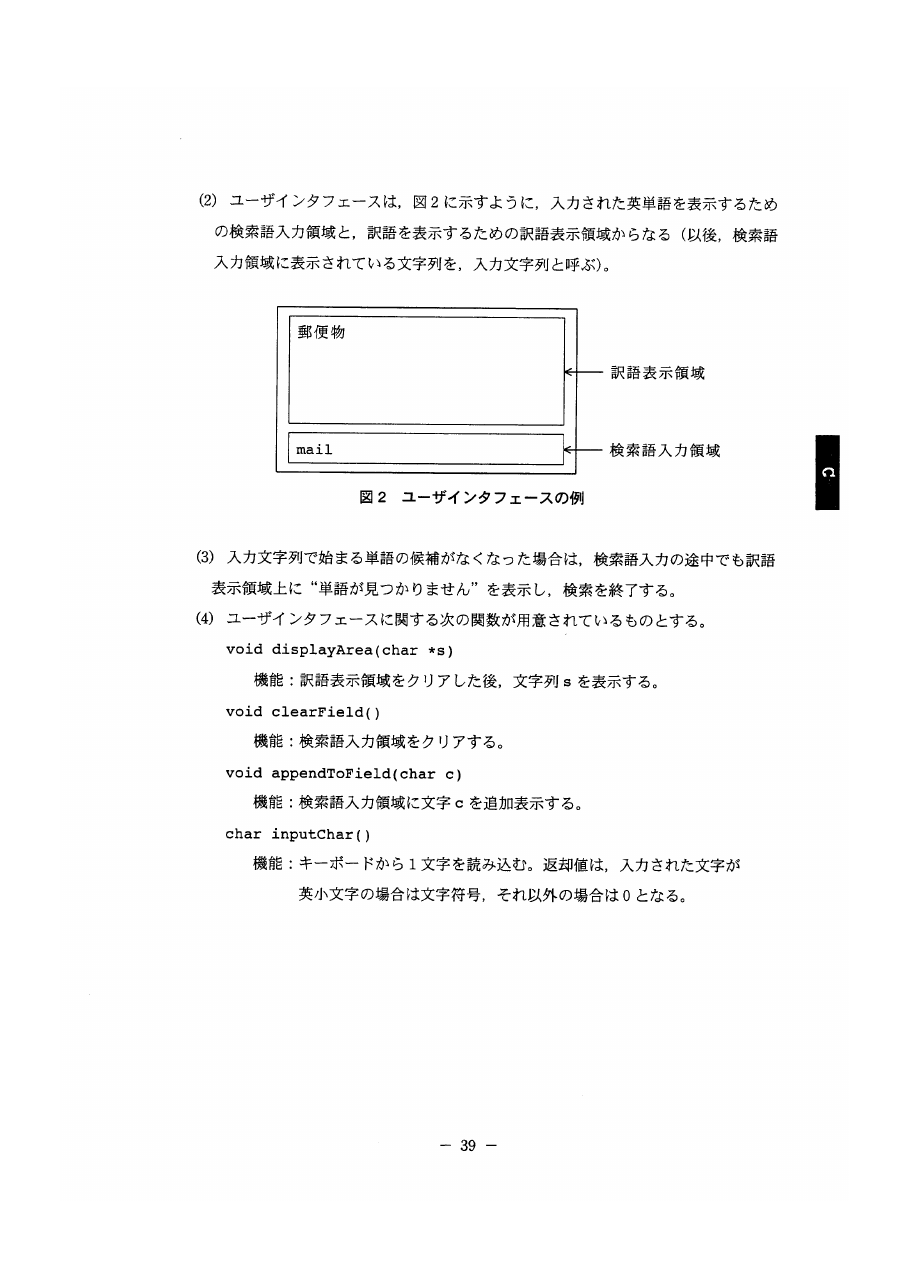 (2) ユーザインタフェースは，図2に示すように，入力された英単語を表示するため
の検索語入力領域と，訳語を表示するための訳語表示領域からなる（以後，検索語
入力領域に表示されている文字列を，入力文字列と呼ぶ）。
郵便物
訳語表示領域
mail
検索語入力領域
C
図2 ユーザインタフェースの例
(3) 入力文字列で始まる単語の候補がなくなった場合は，検索語入力の途中でも訳語
表示領域上に“単語が見つかりません”を表示し，検索を終了する。
(4) ユーザインタフェースに関する次の関数が用意されているものとする。
void displayArea(char *s)
機能：訳語表示領域をクリアした後，文字列 s を表示する。
void clearField()
機能：検索語入力領域をクリアする。
void appendToField(char c)
機能：検索語入力領域に文字 c を追加表示する。
char inputChar()
機能：キーボードから1文字を読み込む。返却値は，入力された文字が
英小文字の場合は文字符号，それ以外の場合は0となる。
− 39 −